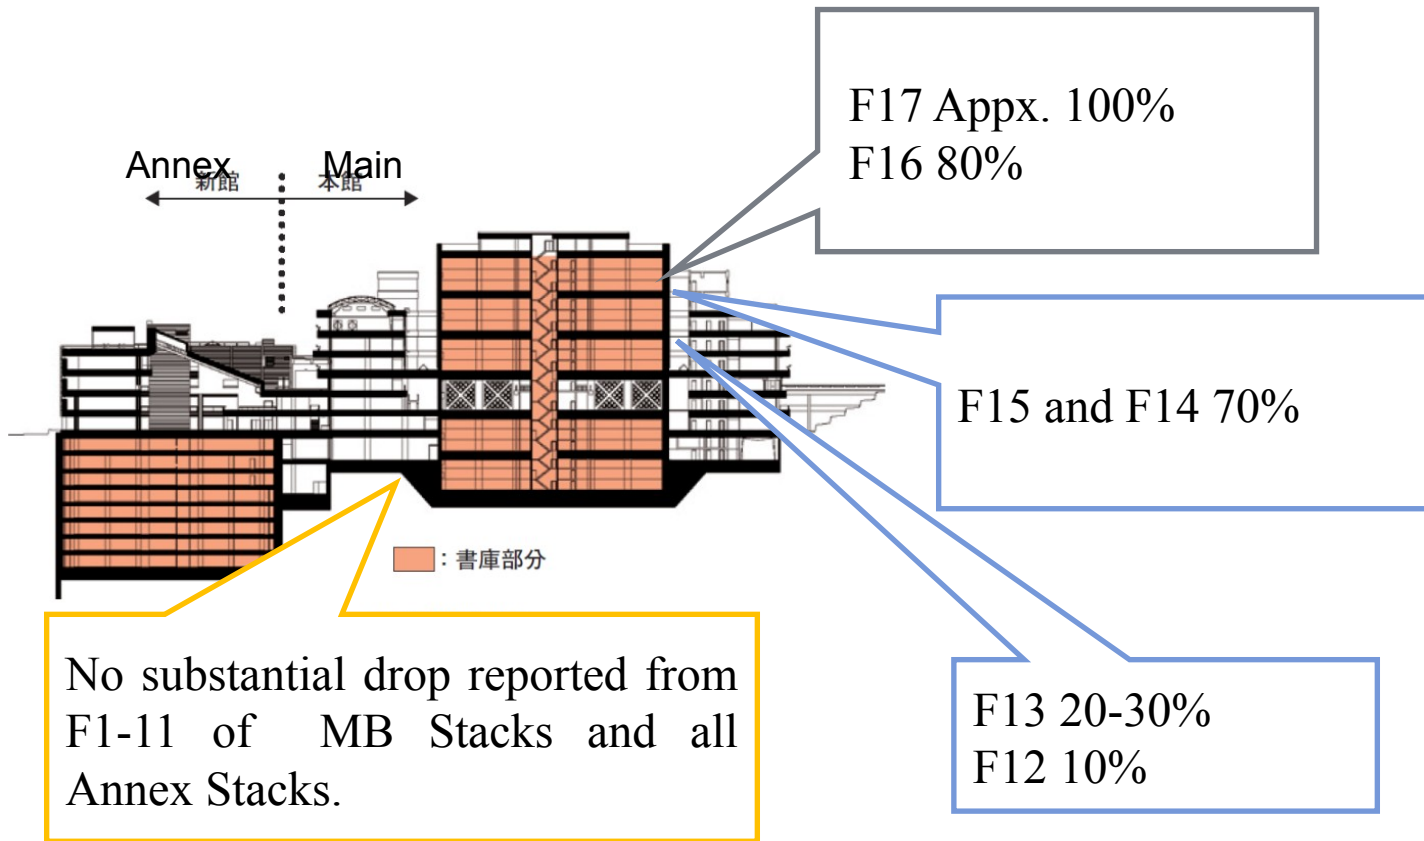 F17 Appx. 100%
F16 80%
Annex Main
新館 本館
F15 and F14 70%
:書庫部分
No substantial drop reported from
F1-11 of MB Stacks and all
Annex Stacks.
F13 20-30%
F12 10%